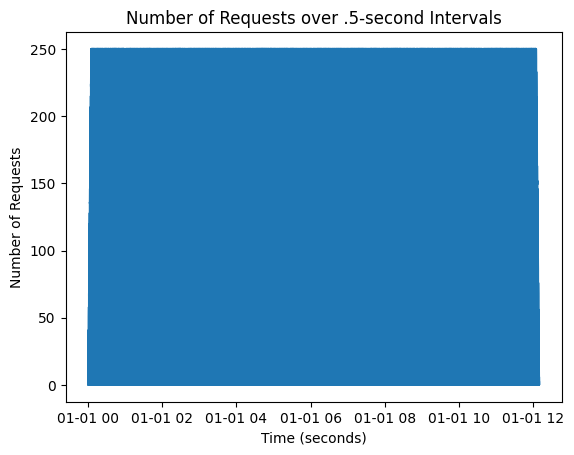 Number of Requests over .5-second Intervals
250
200
150
100
50
0
Number of Requests
01-01 00 01-01 02 01-01 04 01-01 06 01-01 08 01-01 10 01-01 12
Time (seconds)